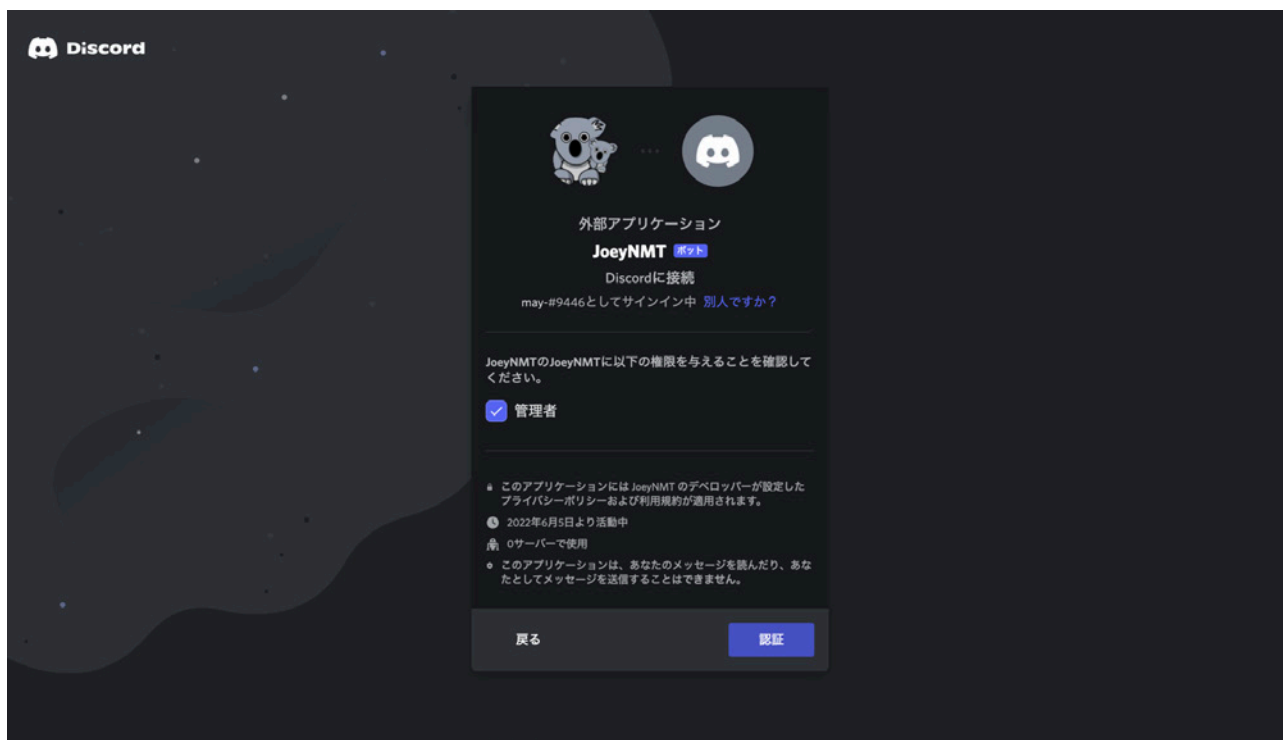 Discord
外部アプリケーション
JoeyNMT ボット
Discordに接続
may-#9446としてサインイン中 別人ですか？
JoeyNMTのJoeyNMTに以下の権限を与えることを確認して
ください。
管理者
このアプリケーションには JoeyNMT のデベロッパーが設定した
プライバシーポリシーおよび利用規約が適用されます。
2022年6月5日より活動中
0サーバーで使用
このアプリケーションは、あなたのメッセージを読んだり、あな
たとしてメッセージを送信することはできません。
戻る
認証